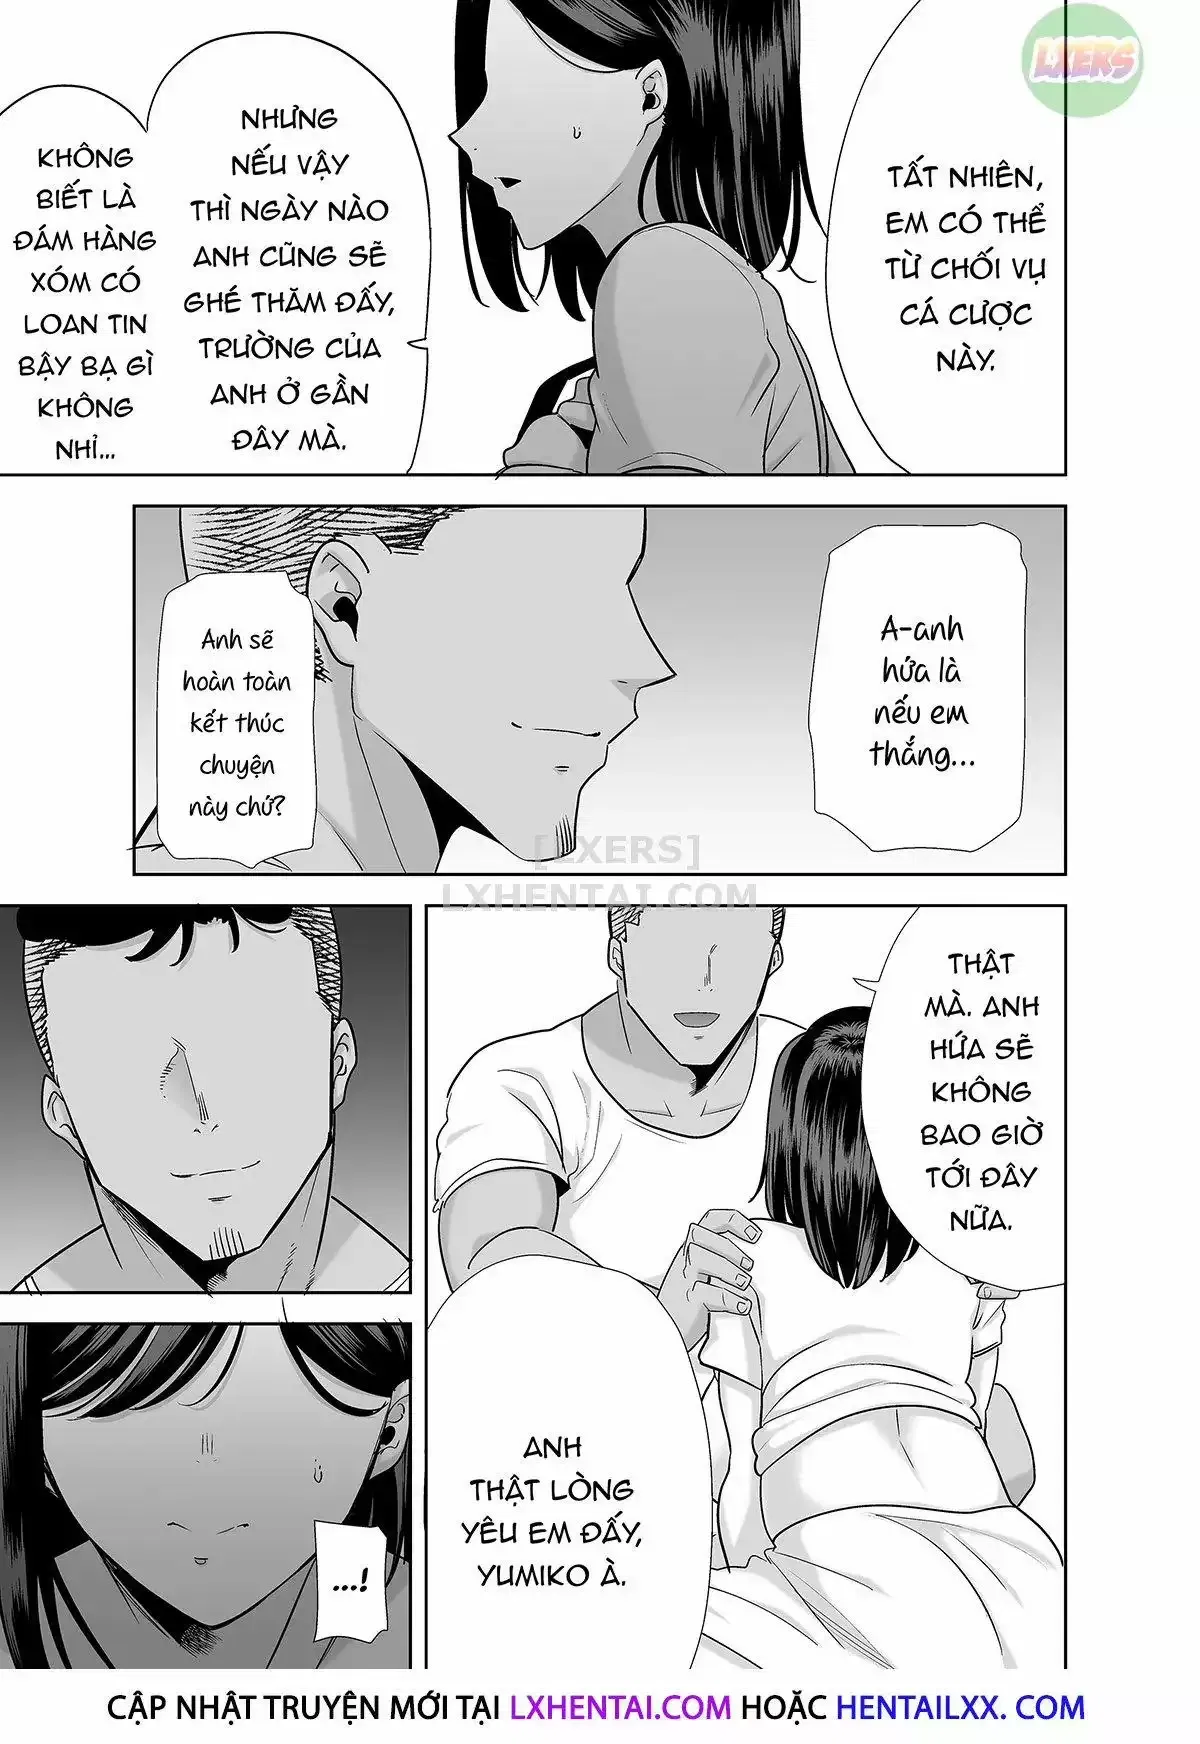 LXERS
TẤT NHIÊN,
EM CÓ THỂ
TỪ CHỐI VỤ
CÁ CƯỢC
NÀY.
NHƯNG
NẾU VẬY
THÌ NGÀY NÀO
ANH CŨNG SẼ
GHÉ THĂM ĐẤY,
TRƯỜNG CỦA
ANH Ở GẦN
ĐÂY MÀ.
KHÔNG
BIẾT LÀ
ĐÁM HÀNG
XÓM CÓ
LOAN TIN
BẬY BẠ GÌ
KHÔNG
NHỈ...
A-anh
hứa là
nếu em
thắng...
Anh sẽ
hoàn toàn
kết thúc
chuyện
này chứ?
[LXERS]
LXHENTAI.COM
THẬT
MÀ. ANH
HỨA SẼ
KHÔNG
BAO GIỜ
TỚI ĐÂY
NỮA.
ANH
THẬT LÒNG
YÊU EM ĐẤY,
YUMIKO À.
...!
CẬP NHẬT TRUYỆN MỚI TẠI LXHENTAI.COM HOẶC HENTAILXX. COM